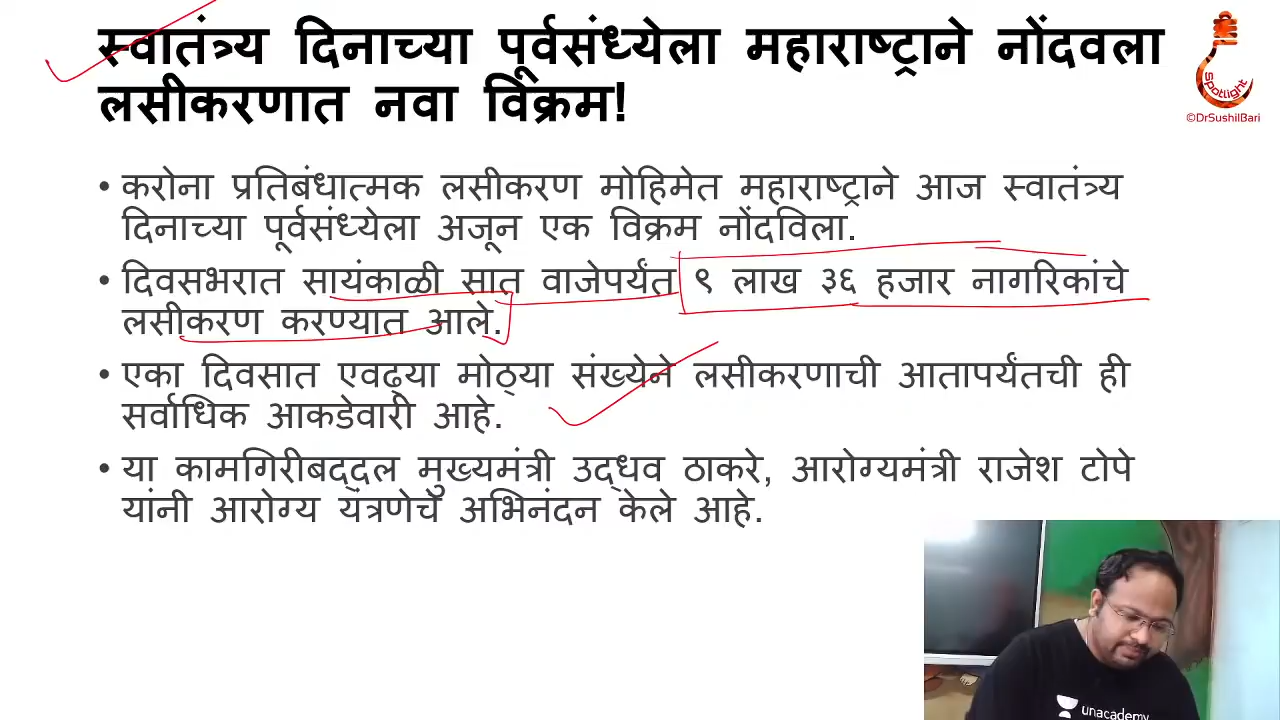 स्वातंत्र्य दिनाच्या पूर्वसंध्येला महाराष्ट्राने नोंदवला
लसीकरणात नवा विक्रम!
Spotlight
©DrSushilBari
• करोना प्रतिबंधात्मक लसीकरण मोहिमेत महाराष्ट्राने आज स्वातंत्र्य
दिनाच्या पूर्वसंध्येला अजून एक विक्रम नोंदविला.
• दिवसभरात सायंकाळी सात वाजेपर्यंत ९ लाख ३६ हजार नागरिकांचे
लसीकरण करण्यात आले.
• एका दिवसात एवढ्या मोठ्या संख्येने लसीकरणाची आतापर्यंतची ही
सर्वाधिक आकडेवारी आहे.
• या कामगिरीबद्दल मुख्यमंत्री उद्धव ठाकरे, आरोग्यमंत्री राजेश टोपे
यांनी आरोग्य यंत्रणेचे अभिनंदन केले आहे.
unacademy